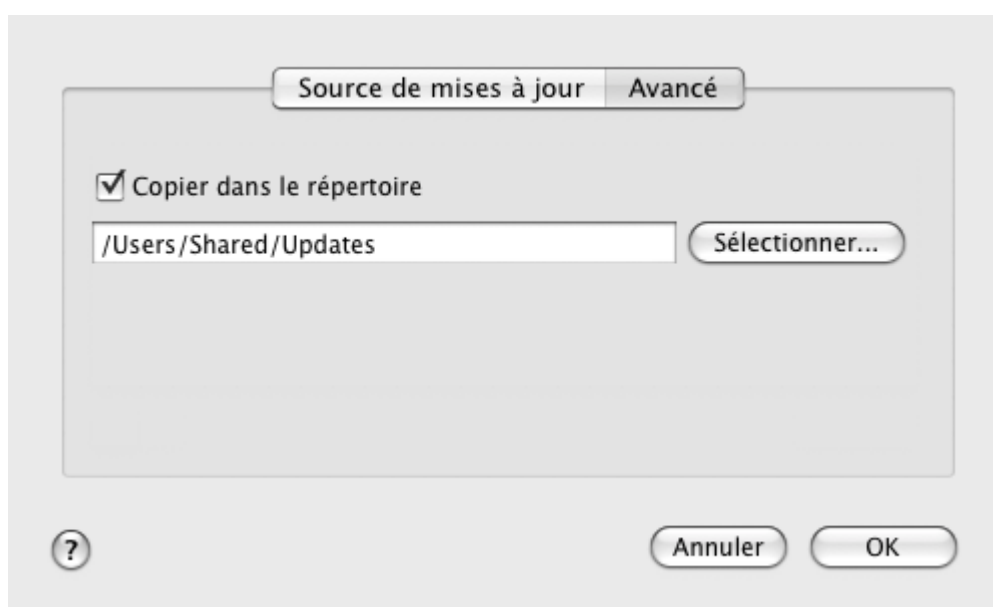 Source de mises à jour Avancé
Copier dans le répertoire
/Users/Shared/Updates Sélectionner...
? Annuler OK